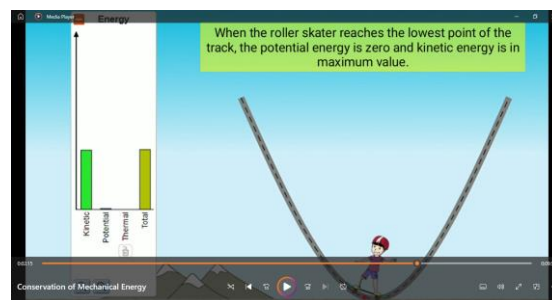 Media Player
Energy
When the roller skater reaches the lowest point of the
track, the potential energy is zero and kinetic energy is in
maximum value.
Kinetic
Potential
Thermal
Total
Conservation of Mechanical Energy